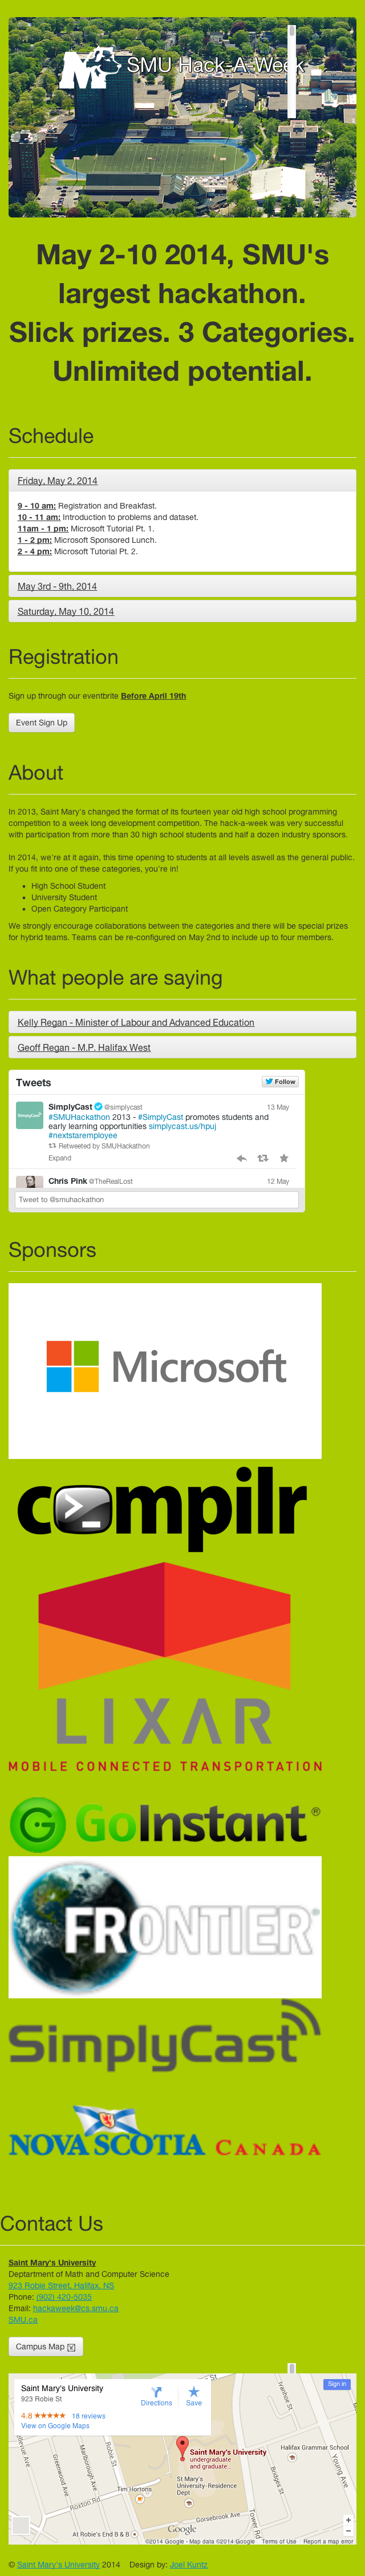 SMU Hack-A-Week
May 2-10 2014, SMU's
largest hackathon.
Slick prizes. 3 Categories.
Unlimited potential.
Schedule
Friday, May 2, 2014
9 - 10 am: Registration and Breakfast.
10 - 11 am: Introduction to problems and dataset.
11am - 1 pm: Microsoft Tutorial Pt. 1.
1 - 2 pm: Microsoft Sponsored Lunch.
2 - 4 pm: Microsoft Tutorial Pt. 2.
May 3rd - 9th, 2014
Saturday, May 10, 2014
Registration
Sign up through our eventbrite Before April 19th
Event Sign Up
About
In 2013, Saint Mary's changed the format of its fourteen year old high school programming
competition to a week long development competition. The hack-a-week was very successful
with participation from more than 30 high school students and half a dozen industry sponsors.
In 2014, we're at it again, this time opening to students at all levels aswell as the general public.
If you fit into one of these categories, you're in!
• High School Student
• University Student
• Open Category Participant
We strongly encourage collaborations between the categories and there will be special prizes
for hybrid teams. Teams can be re-configured on May 2nd to include up to four members.
What people are saying
Kelly Regan - Minister of Labour and Advanced Education
Geoff Regan - M.P. Halifax West
Tweets
Follow
SimplyCast @simplycast 13 May
#SMUHackathon 2013 - #SimplyCast promotes students and
early learning opportunities simplycast.us/hpuj
#nextstaremployee
Retweeted by SMUHackathon
Expand
Chris Pink @TheRealLost 12 May
Tweet to @smuhackathon
Sponsors
Microsoft
compilr
LIXAR
MOBILE CONNECTED TRANSPORTATION
GoInstant®
FRONTIER
SimplyCast
NOVA SCOTIA CANADA
Contact Us
Saint Mary's University
Deptartment of Math and Computer Science
923 Robie Street, Halifax, NS
Phone: (902) 420-5035
Email: hackaweek@cs.smu.ca
SMU.ca
Campus Map
Saint Mary's University
923 Robie St
Directions
Save
4.8 ★★★★★ 18 reviews
View on Google Maps
Sign in
Robie St
Ivanhoe St
Young Ave
Marlborough Ave
Greenwood Ave
Roxton Rd
Saint Mary's University
undergraduate
and graduate..
Halifax Grammar School
St Mary's
University-Residence
Dept
Bridges St
Tim Hortons
Gorsebrook Ave
Tower Rd
At Robie's End B & B
Google
©2014 Google - Map data ©2014 Google
Terms of Use
Report a map error
© Saint Mary's University 2014 Design by: Joel Kuntz